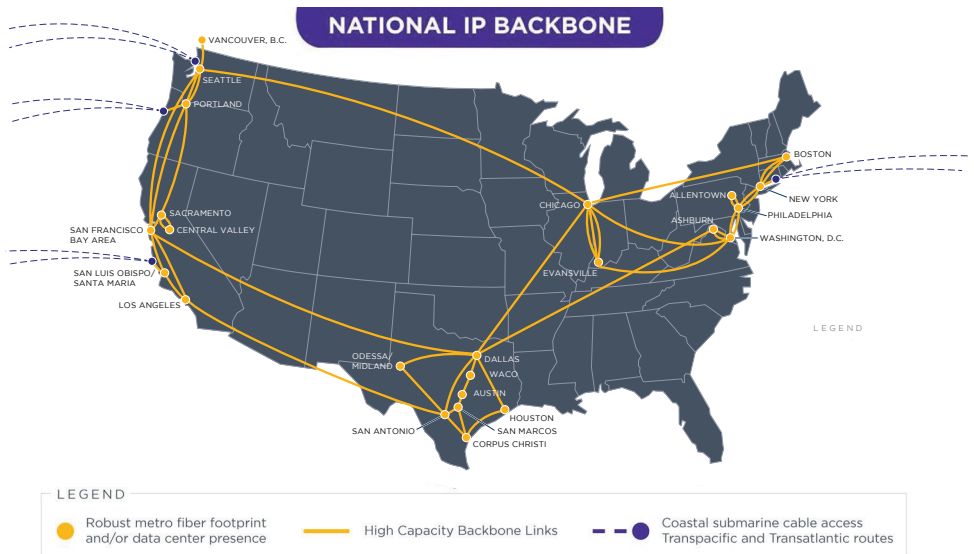 NATIONAL IP BACKBONE
VANCOUVER, B.C.
SEATTLE
PORTLAND
BOSTON
ALLENTOWN
NEW YORK
CHICAGO
PHILADELPHIA
SACRAMENTO
ASHBURN
SAN FRANCISCO
BAY AREA
CENTRAL VALLEY
WASHINGTON, D.C.
EVANSVILLE
SAN LUIS OBISPO/
SANTA MARIA
LOS ANGELES
LEGEND
ODESSA/
MIDLAND
DALLAS
WACO
AUSTIN
HOUSTON
SAN ANTONIO
SAN MARCOS
CORPUS CHRISTI
LEGEND
Robust metro fiber footprint
and/or data center presence
High Capacity Backbone Links
Coastal submarine cable access
Transpacific and Transatlantic routes